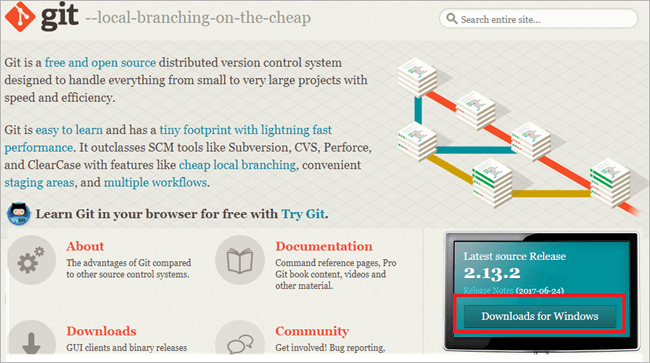 git --local-branching-on-the-cheap
Search entire site...
Git is a free and open source distributed version control system
designed to handle everything from small to very large projects with
speed and efficiency.
Git is easy to learn and has a tiny footprint with lightning fast
performance. It outclasses SCM tools like Subversion, CVS, Perforce,
and ClearCase with features like cheap local branching, convenient
staging areas, and multiple workflows.
Learn Git in your browser for free with Try Git.
About
The advantages of Git compared
to other source control systems.
Documentation
Command reference pages, Pro
Git book content, videos and
other material.
Downloads
GUI clients and binary releases
Community
Get involved! Bug reporting,
Latest source Release
2.13.2
Release Notes (2017-06-24)
Downloads for Windows